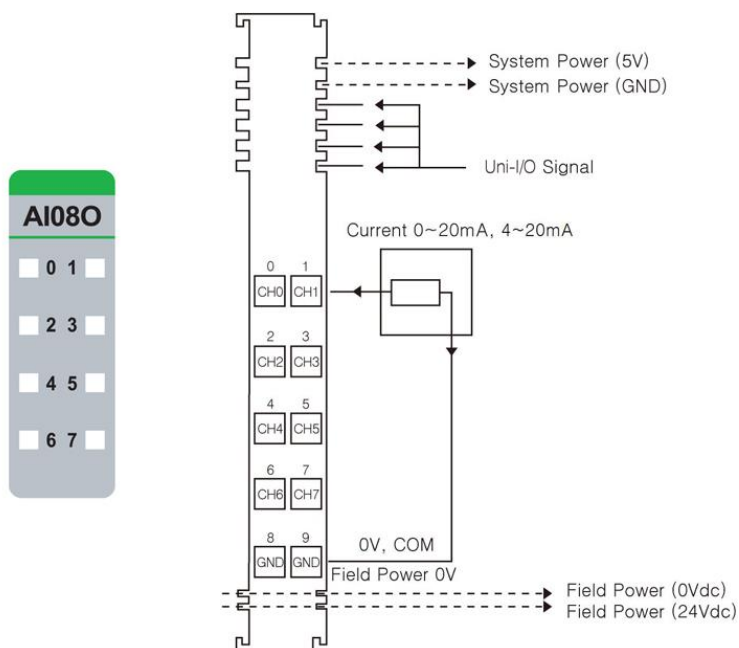 System Power (5V)
System Power (GND)
Uni-I/O Signal
AI08O
0 1
2 3
4 5
6 7
Current 0~20mA, 4~20mA
0 1
CH0 CH1
2 3
CH2 CH3
4 5
CH4 CH5
6 7
CH6 CH7
8 9
GND GND
0V, COM
Field Power 0V
Field Power (0Vdc)
Field Power (24Vdc)